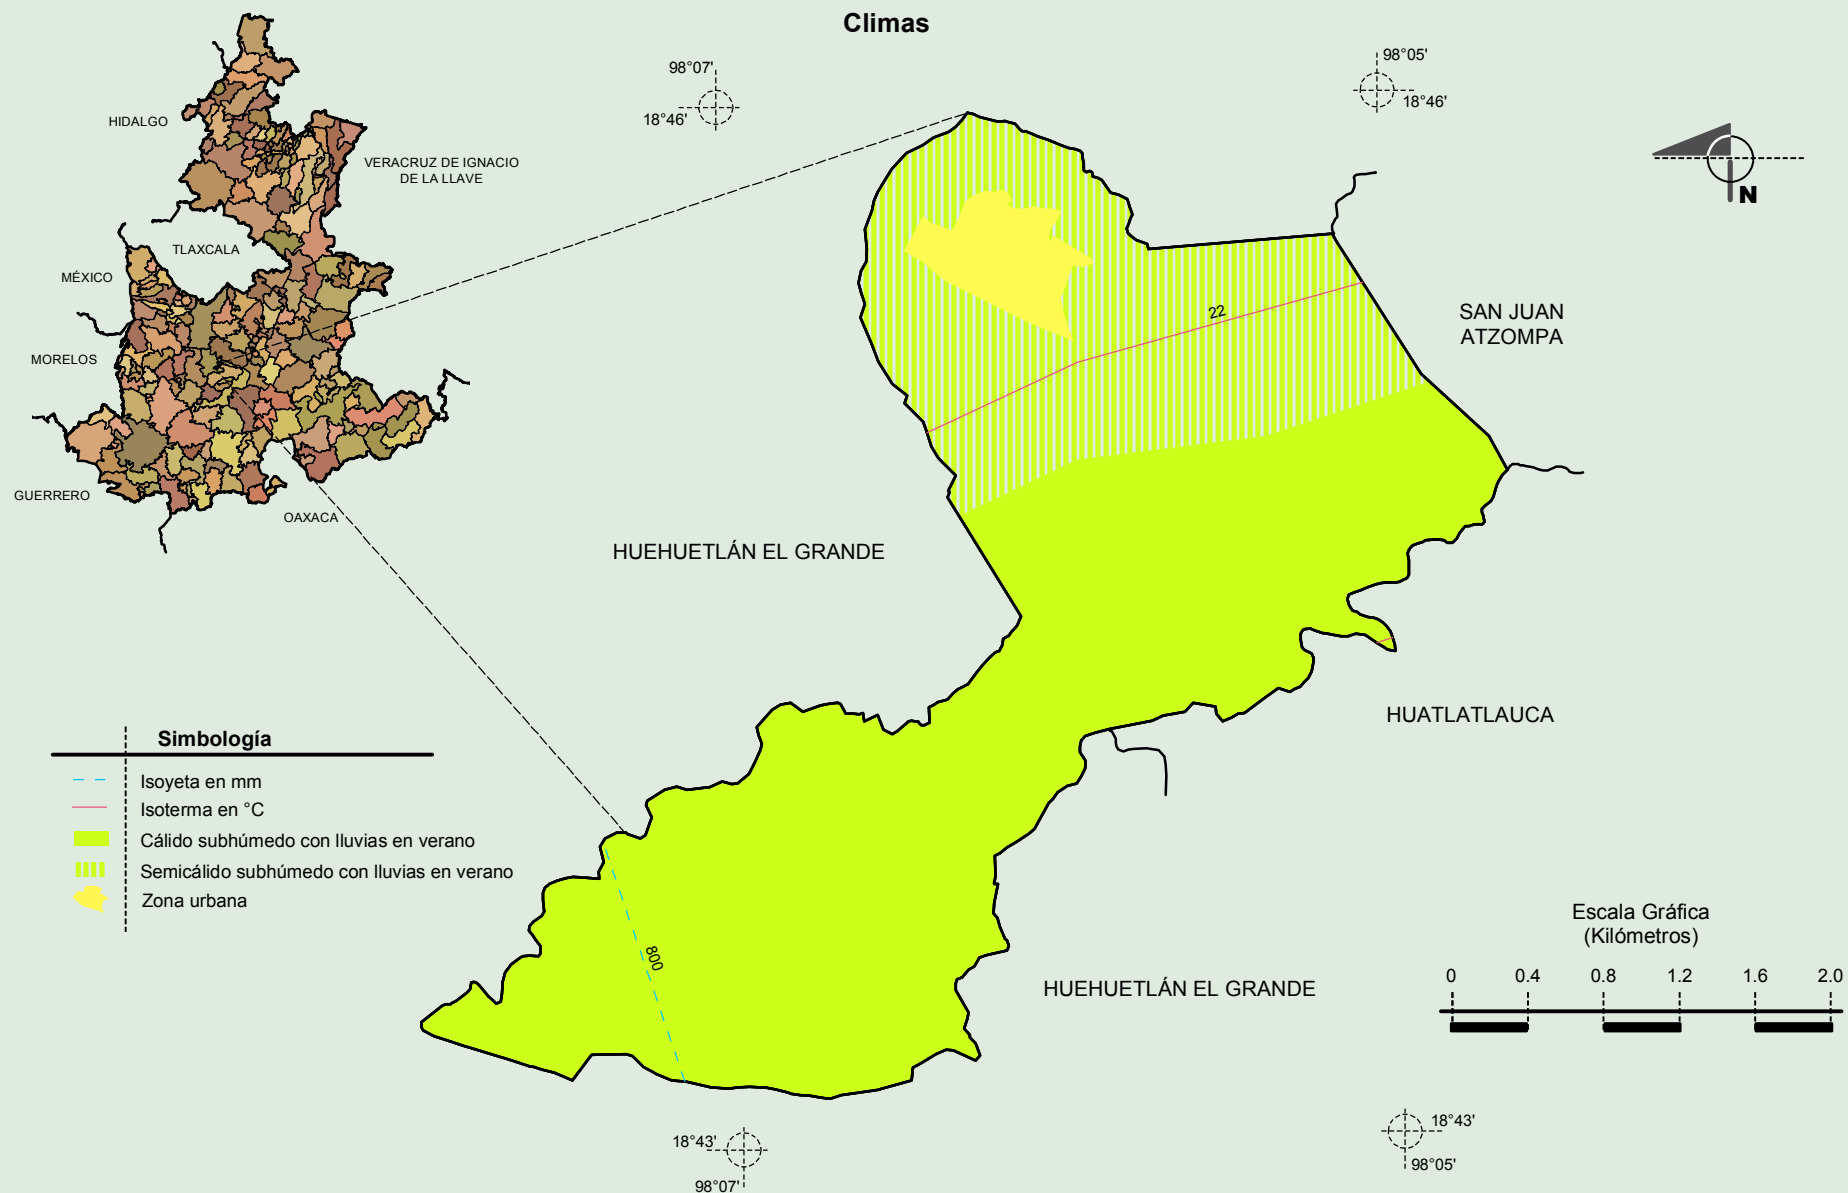 Climas
98°07'
18°46'
98°05'
18°46'
HIDALGO
VERACRUZ DE IGNACIO
DE LA LLAVE
TLAXCALA
MÉXICO
MORELOS
GUERRERO
OAXACA
N
22
SAN JUAN
ATZOMPA
HUEHUETLÁN EL GRANDE
HUATLATLAUCA
Simbología
Isoyeta en mm
Isoterma en °C
Cálido subhúmedo con lluvias en verano
Semicálido subhúmedo con lluvias en verano
Zona urbana
800
HUEHUETLÁN EL GRANDE
Escala Gráfica
(Kilómetros)
0 0.4 0.8 1.2 1.6 2.0
18°43'
98°07'
18°43'
98°05'